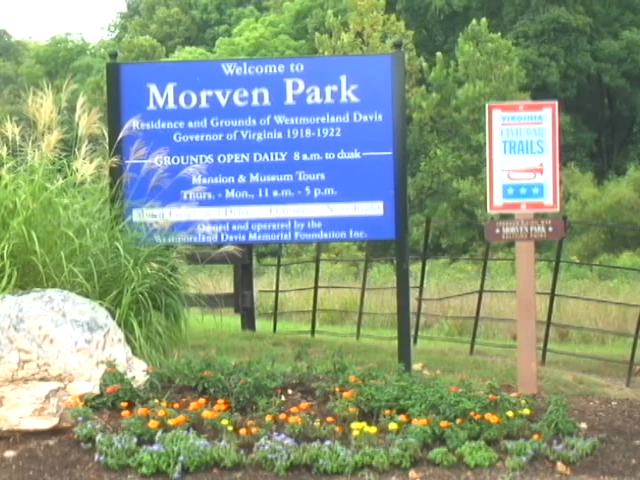 Welcome to
Morven Park
Residence and Grounds of Westmoreland Davis
Governor of Virginia 1918-1922
GROUNDS OPEN DAILY 8 a.m. to dusk
Mansion & Museum Tours
Thurs. - Mon., 11 a.m. - 5 p.m.
Owned and operated by the
Westmoreland Davis Memorial Foundation Inc.
VIRGINIA
CIVIL WAR
TRAILS
MORVEN PARK